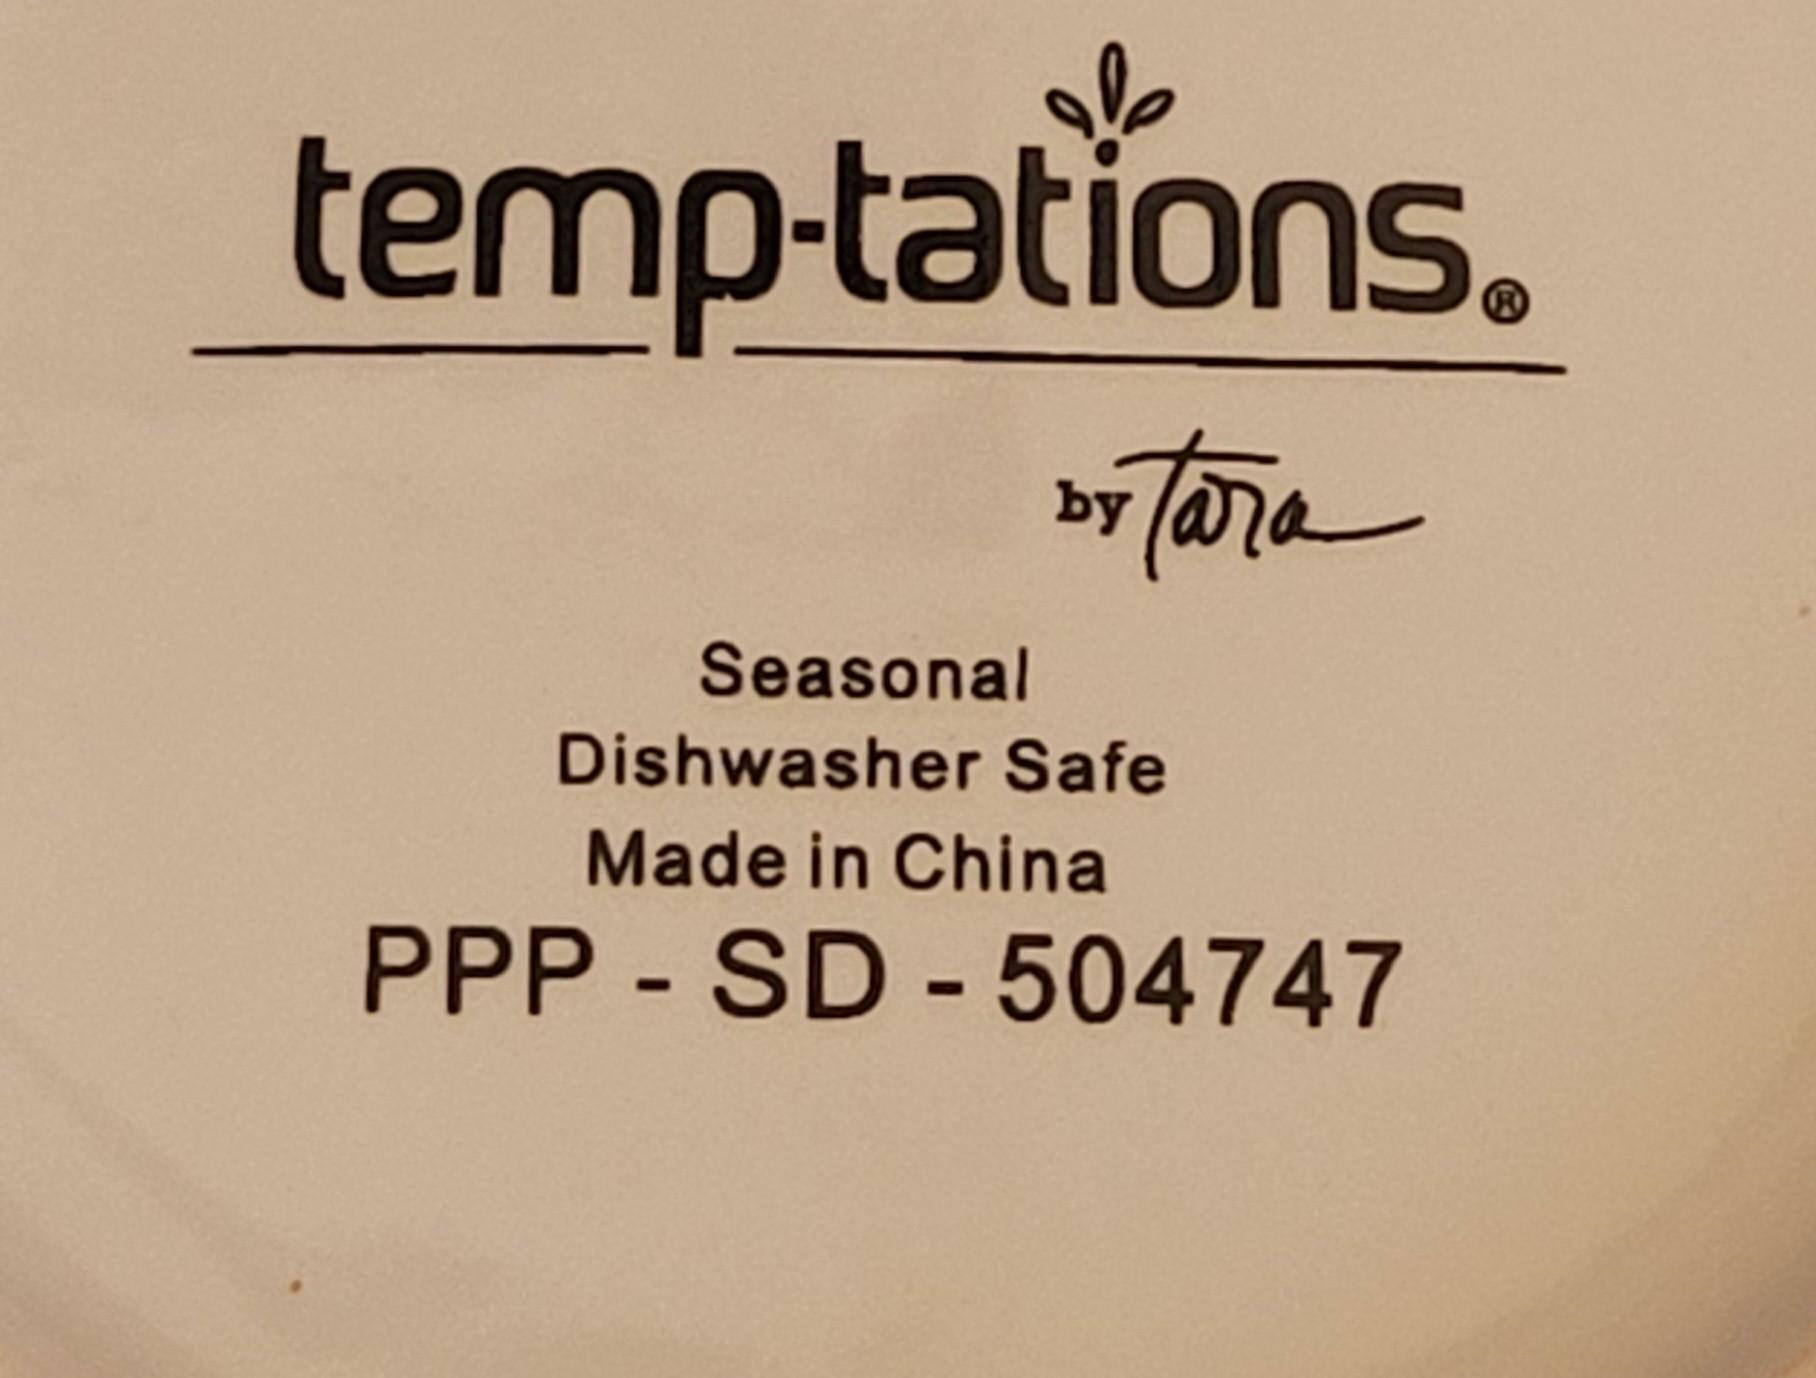 temp-tations®
by Tara
Seasonal
Dishwasher Safe
Made in China
PPP - SD - 504747